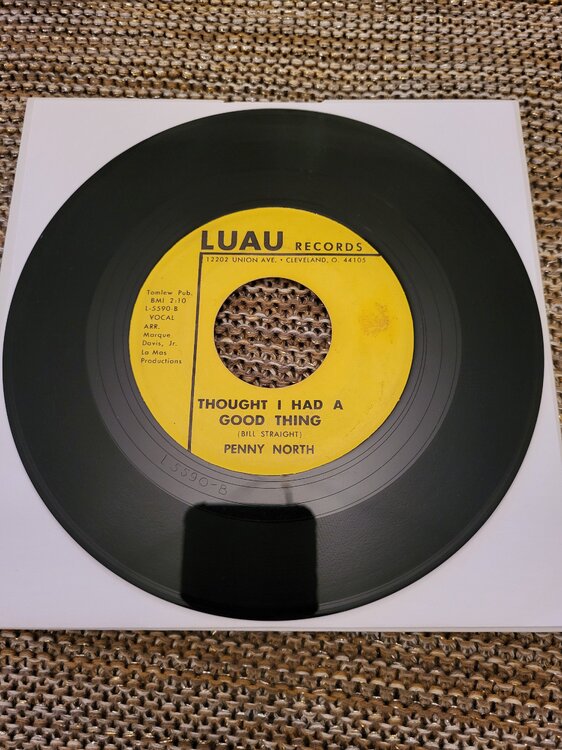 LUAU RECORDS
12202 UNION AVE. • CLEVELAND, O. 44105
Tomlew Pub.
BMI 2:10
L-5590-B
VOCAL
ARR.
Marque
Davis, Jr.
La Mas
Productions
THOUGHT I HAD A
GOOD THING
(BILL STRAIGHT)
PENNY NORTH
L 5590-B